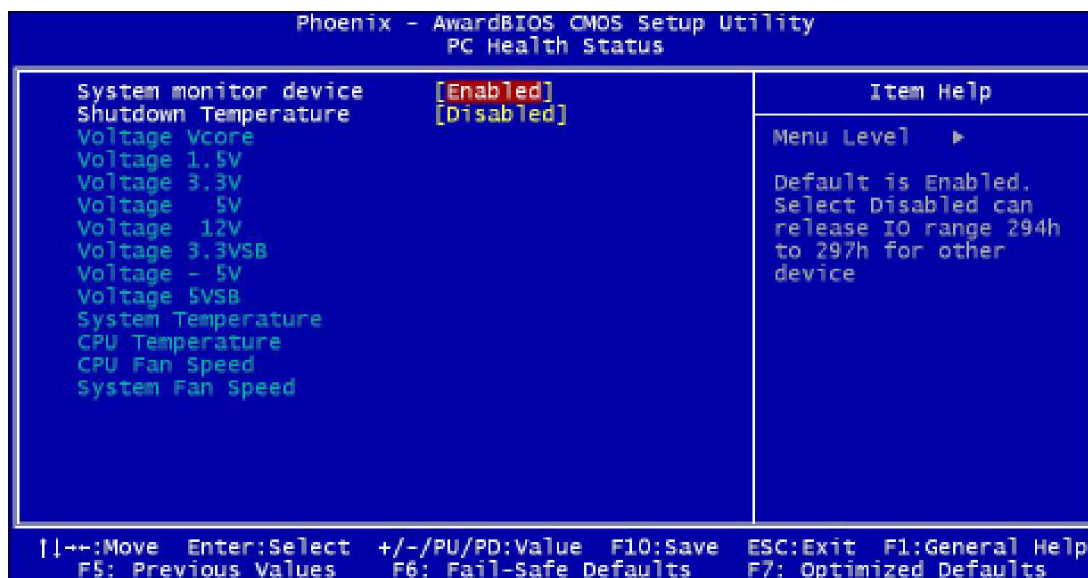 Phoenix - AwardBIOS CMOS Setup Utility
PC Health Status
System monitor device [Enabled]
Shutdown Temperature [Disabled]
Voltage Vcore
Voltage 1.5V
Voltage 3.3V
Voltage 5V
Voltage 12V
Voltage 3.3VSB
Voltage - 5V
Voltage 5VSB
System Temperature
CPU Temperature
CPU Fan Speed
System Fan Speed
Item Help
Menu Level ▶
Default is Enabled.
Select Disabled can
release IO range 294h
to 297h for other
device
↑↓→←:Move Enter:Select +/-/PU/PD:Value F10:Save ESC:Exit F1:General Help
F5: Previous Values F6: Fail-Safe Defaults F7: Optimized Defaults